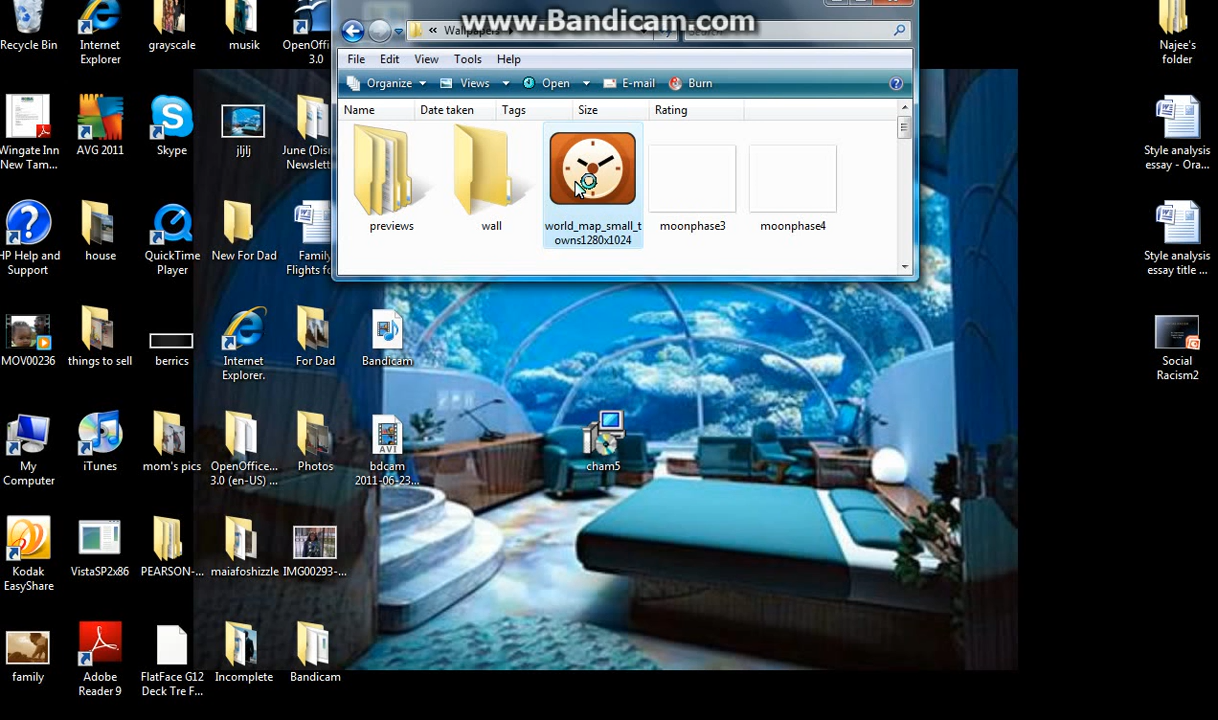 www.Bandicam.com
Wallpapers
Search
File Edit View Tools Help
Organize Views Open E-mail Burn
Name Date taken Tags Size Rating
previews
wall
world_map_small_t
owns1280x1024
moonphase3
moonphase4
Recycle Bin
Internet
Explorer
grayscale
musik
OpenOffice...
3.0
Najee's
folder
Wingate Inn
New Tam...
AVG 2011
Skype
jljlj
June (Dis...
Newslett...
Style analysis
- Ora...
HP Help and
Support
house
QuickTime
Player
New For Dad
Family
Flights fo
Style analysis
essay title ...
MOV00236
things to sell
berrics
Internet
Explorer.
For Dad
Bandicam
Social
Racism2
My
Computer
iTunes
mom's pics
OpenOffice...
3.0 (en-US) ...
Photos
AVI
bdcam
2011-06-23...
cham5
Kodak
EasyShare
VistaSP2x86
PEARSON-...
maiafoshizzle
IMG00293-...
family
Adobe
Reader 9
FlatFace G12
Deck Tre F...
Incomplete
Bandicam